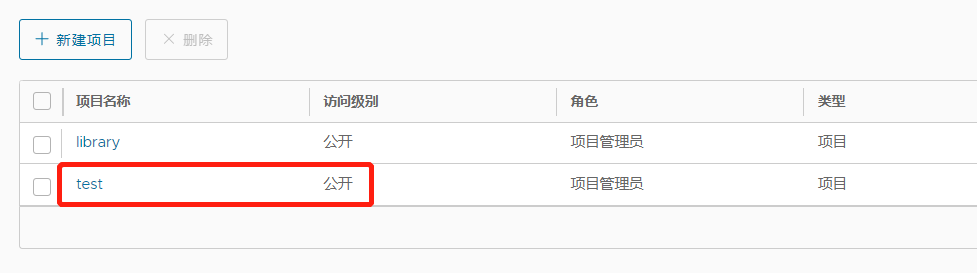 新建项目 删除
项目名称 访问级别 角色 类型
library 公开 项目管理员 项目
test 公开 项目管理员 项目